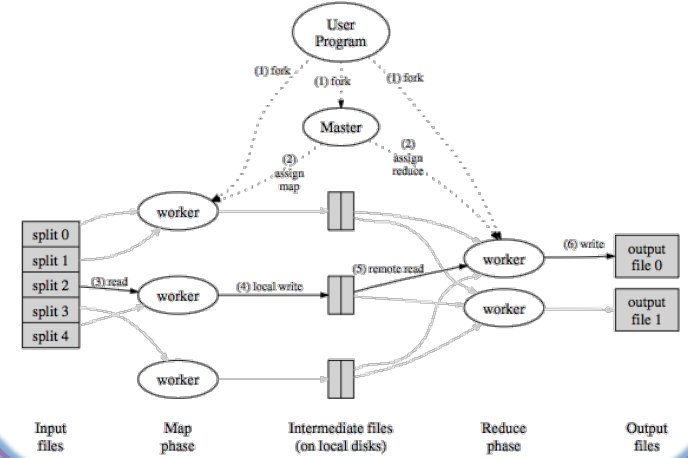 User
Program
(1) fork
(1) fork
(1) fork
Master
(2)
assign
map
(2)
assign
reduce
worker
split 0
split 1
split 2
split 3
split 4
(3) read
worker
(4) local write
(5) remote read
worker
(6) write
output
file 0
worker
output
file 1
worker
Input
files
Map
phase
Intermediate files
(on local disks)
Reduce
phase
Output
files